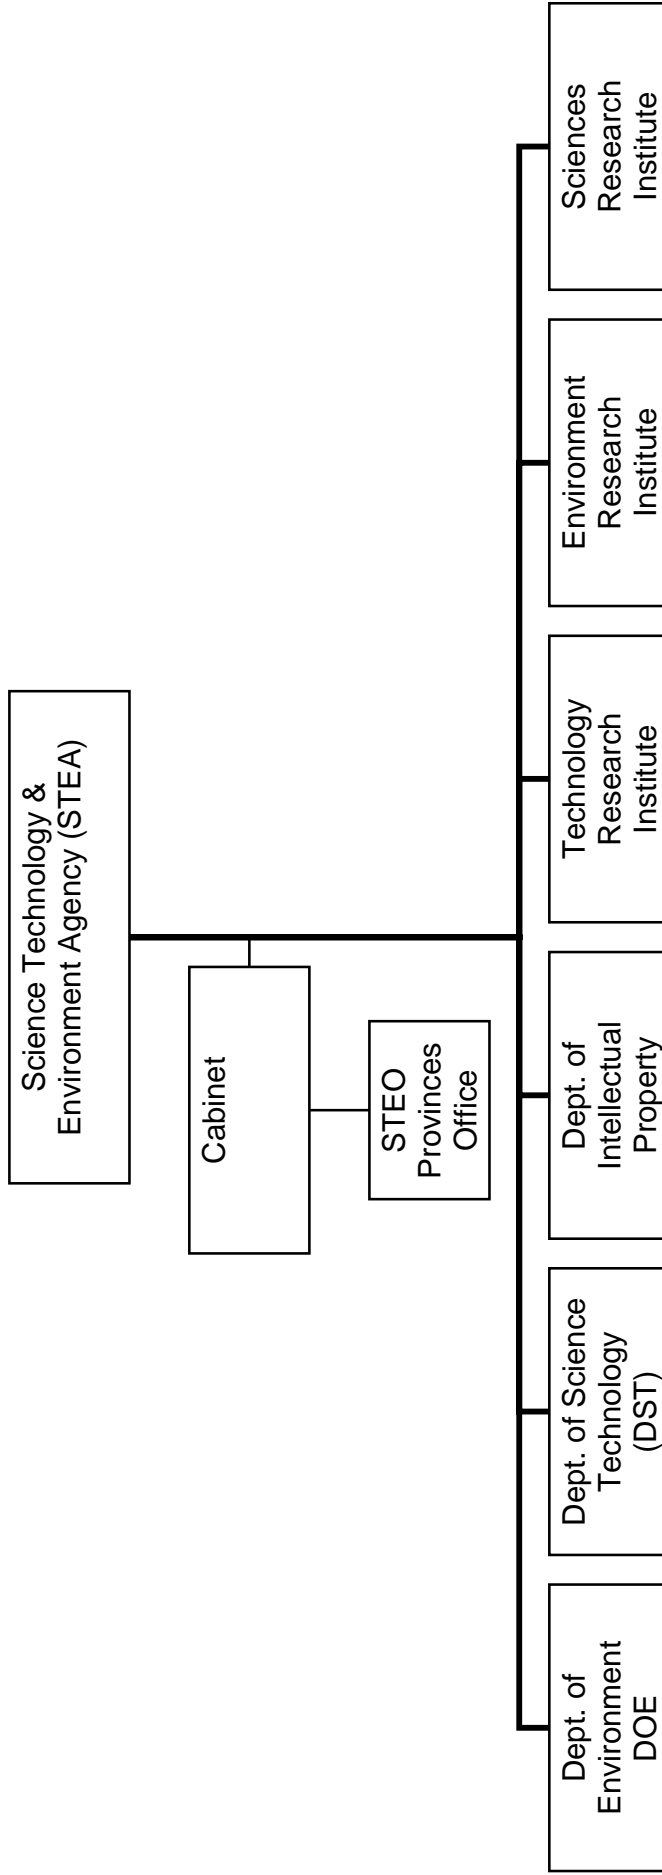 Science Technology &
Environment Agency (STEA)
Cabinet
STEO
Provinces
Office
Dept. of
Environment
DOE
Dept. of Science
Technology
(DST)
Dept. of
Intellectual
Property
Technology
Research
Institute
Environment
Research
Institute
Sciences
Research
Institute